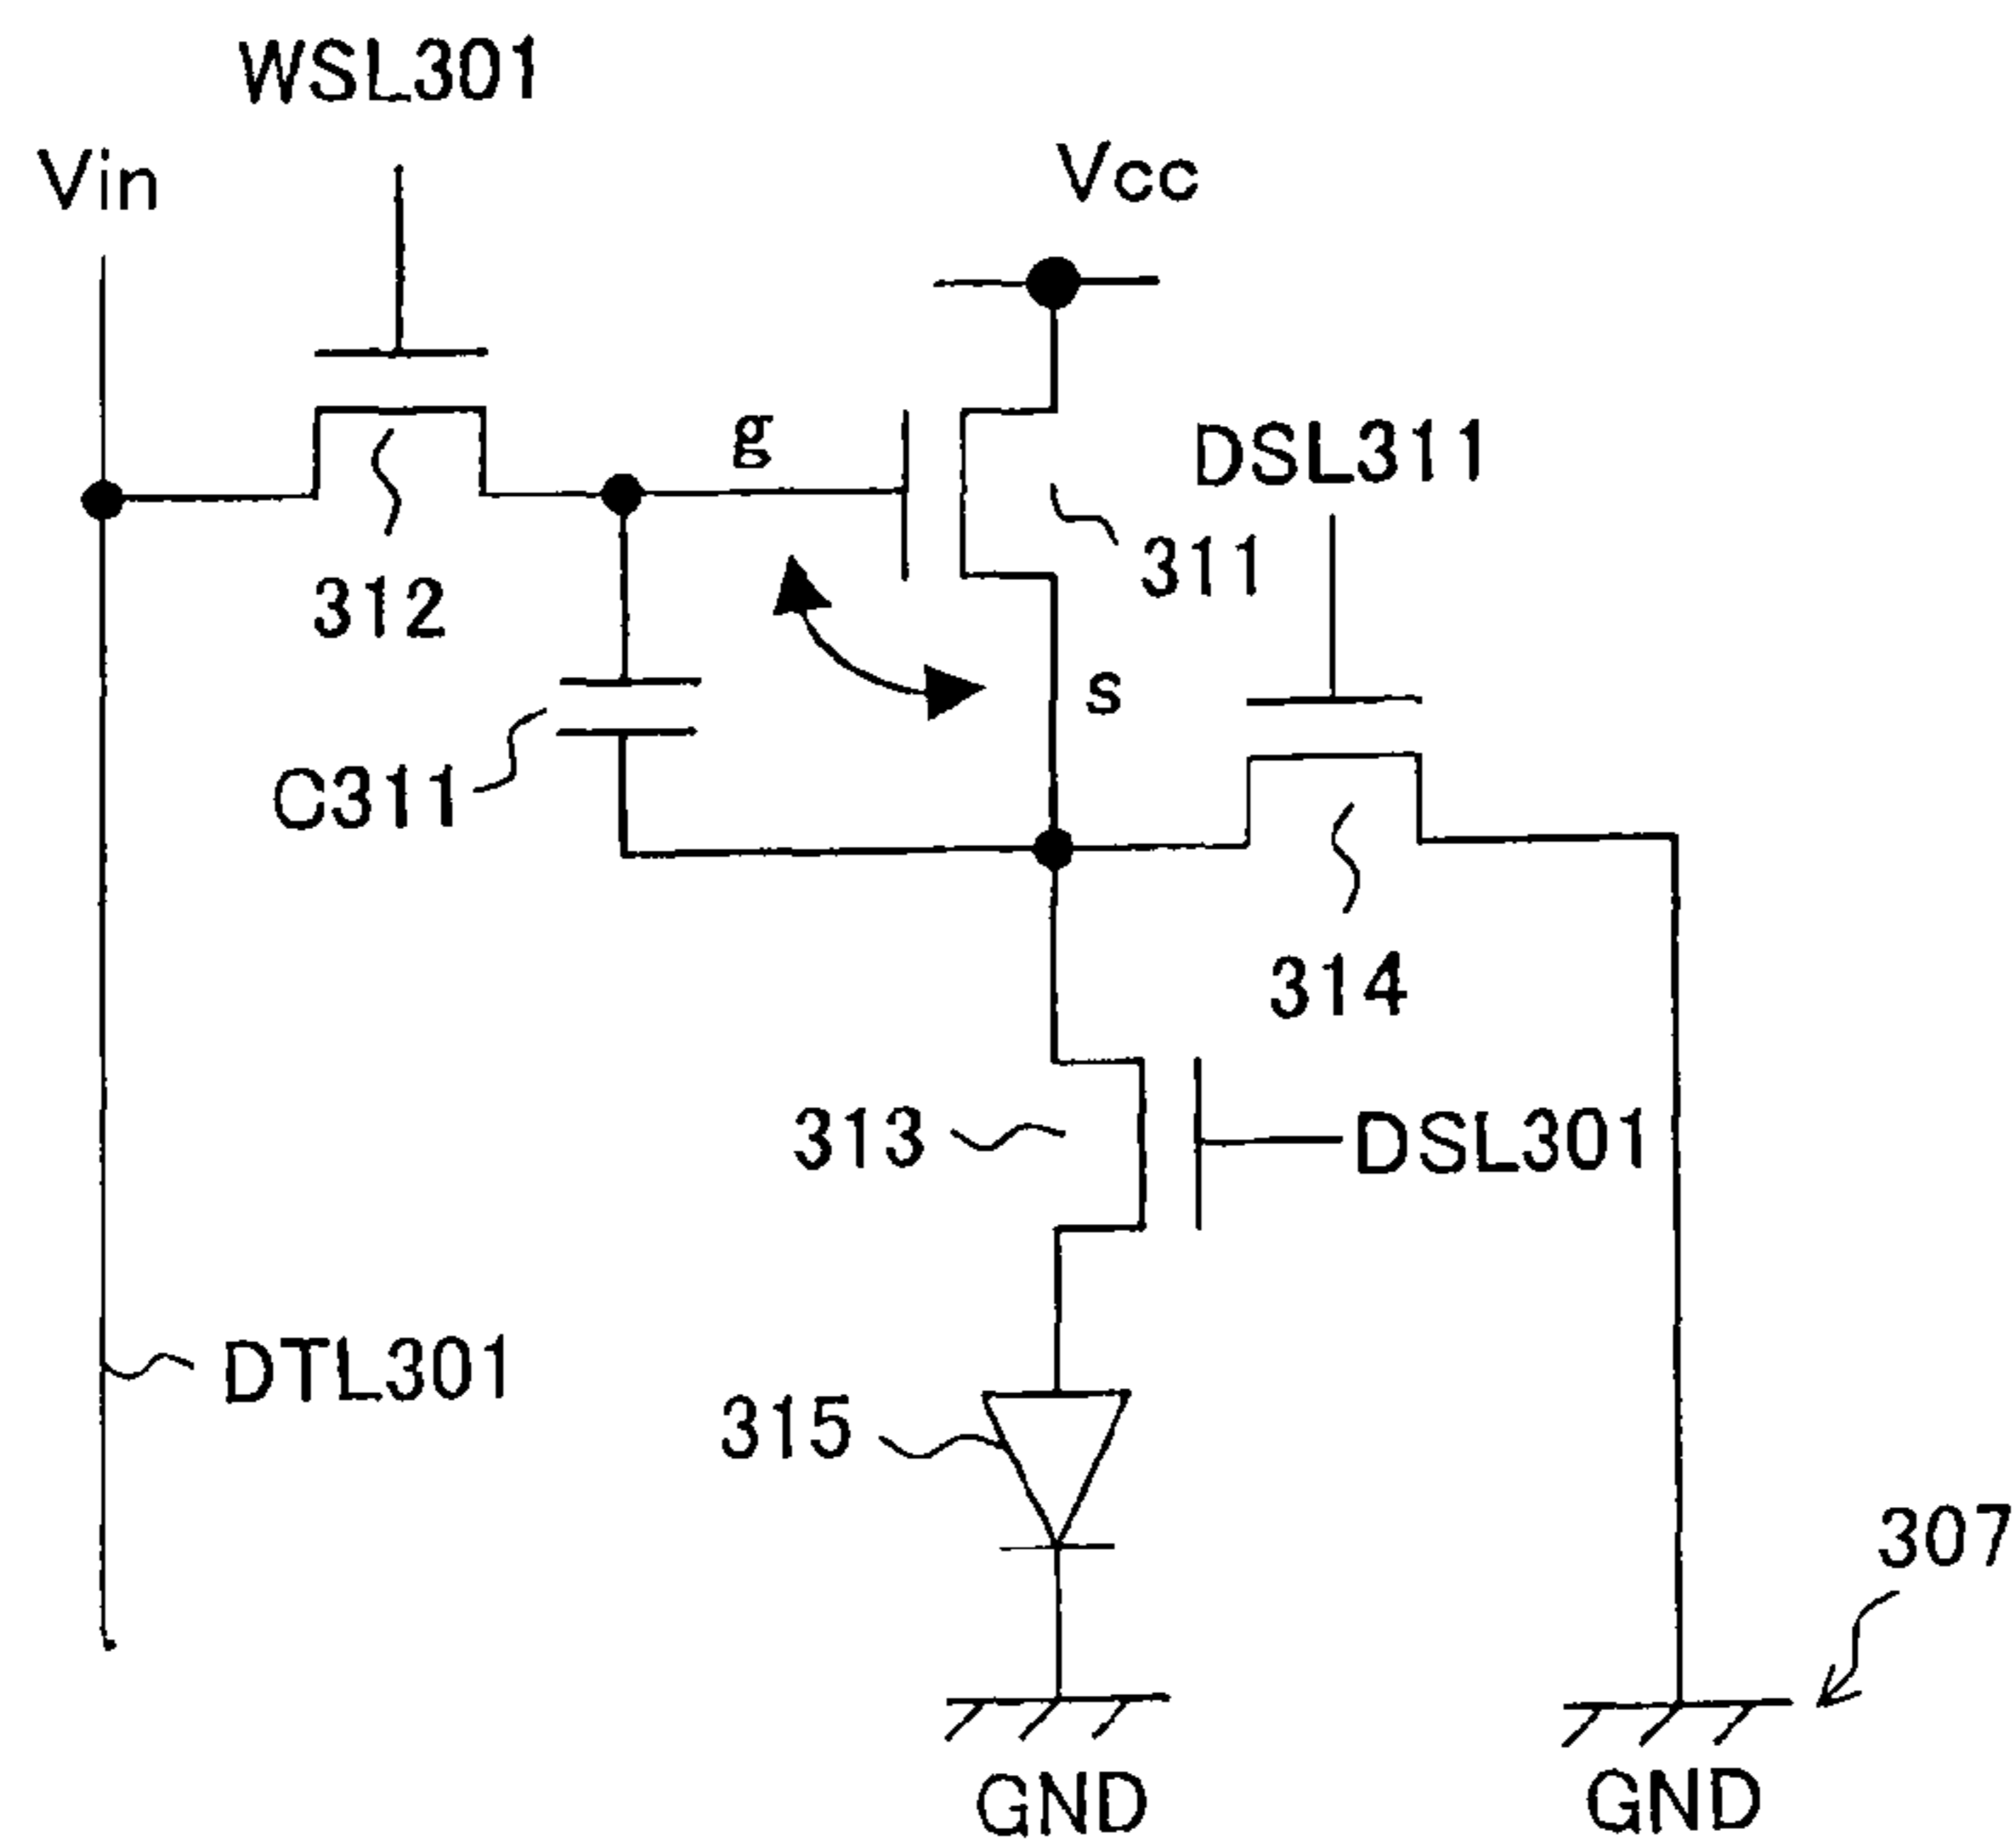 WSL301
Vin
Vcc
g
DSL311
311
312
s
C311
314
313
DSL301
DTL301
315
307
GND
GND